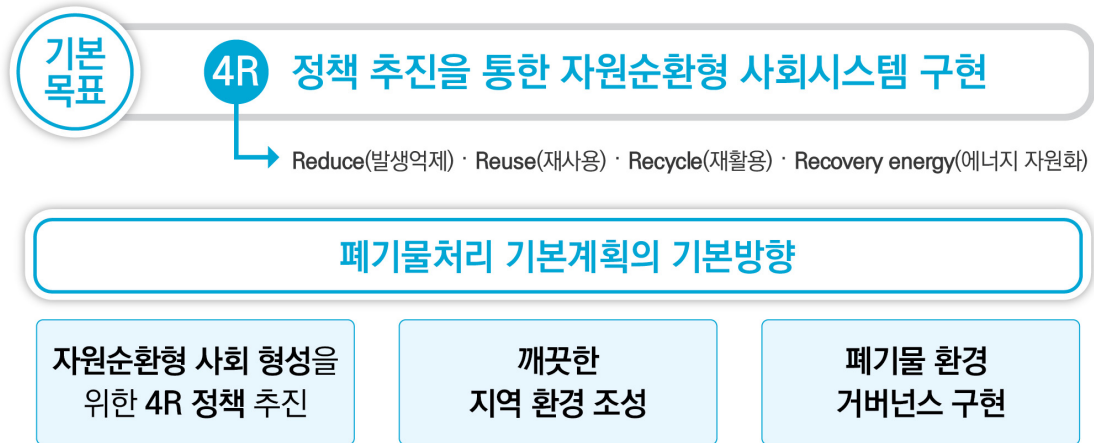 기본
목표
4R 정책 추진을 통한 자원순환형 사회시스템 구현
Reduce(발생억제) · Reuse(재사용) · Recycle(재활용) · Recovery energy(에너지 자원화)
폐기물처리 기본계획의 기본방향
자원순환형 사회 형성을
위한 4R 정책 추진
깨끗한
지역 환경 조성
폐기물 환경
거버넌스 구현